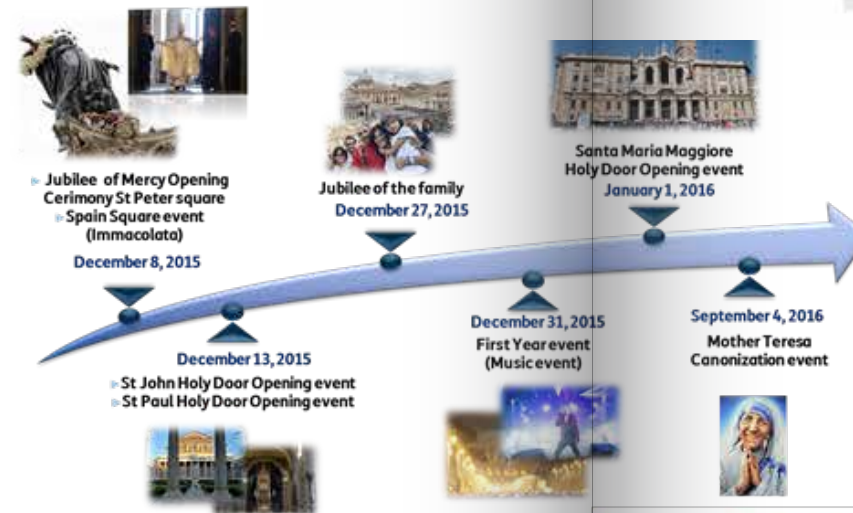 Jubilee of Mercy Opening
Cerimony St Peter square
Spain Square event
(Immacolata)
December 8, 2015
December 13, 2015
St John Holy Door Opening event
St Paul Holy Door Opening event
Jubilee of the family
December 27, 2015
December 31, 2015
First Year event
(Music event)
Santa Maria Maggiore
Holy Door Opening event
January 1, 2016
September 4, 2016
Mother Teresa
Canonization event